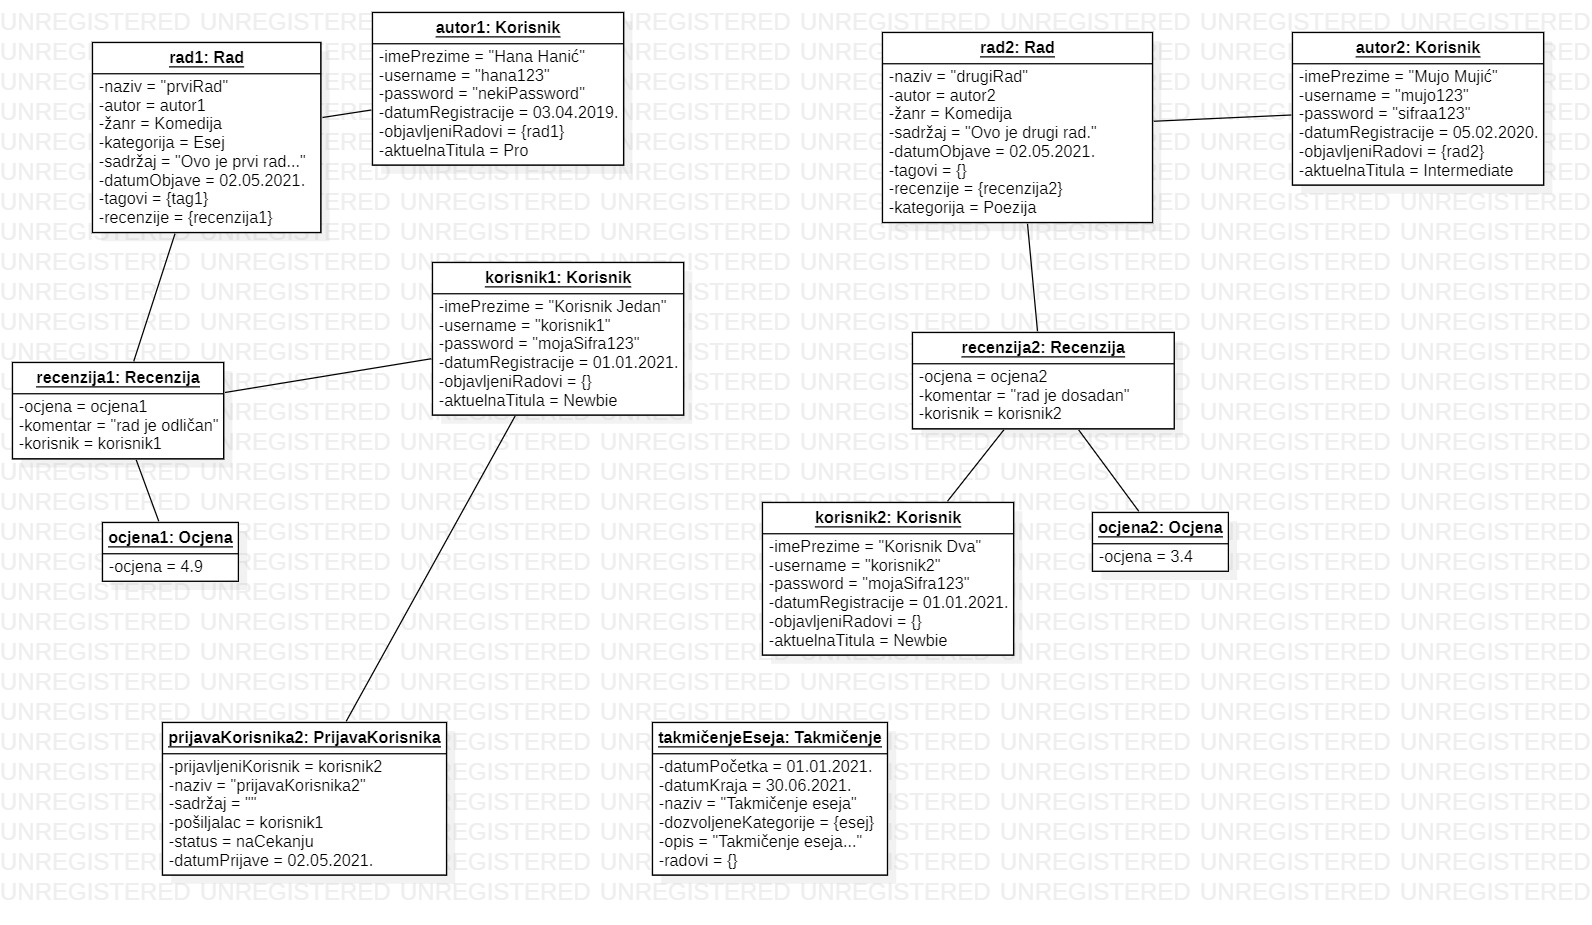 rad1: Rad
-naziv = "prviRad"
-autor = autor1
-žanr = Komedija
-kategorija = Esej
-sadržaj = "Ovo je prvi rad..."
-datumObjave = 02.05.2021.
-tagovi = {tag1}
-recenzije = {recenzija1}
autor1: Korisnik
-imePrezime = "Hana Hanić"
-username = "hana123"
-password = "nekiPassword"
-datumRegistracije = 03.04.2019.
-objavljeniRadovi = {rad1}
-aktuelnaTitula = Pro
rad2: Rad
-naziv = "drugiRad"
-autor = autor2
-žanr = Komedija
-sadržaj = "Ovo je drugi rad."
-datumObjave = 02.05.2021.
-tagovi = {}
-recenzije = {recenzija2}
-kategorija = Poezija
autor2: Korisnik
-imePrezime = "Mujo Mujić"
-username = "mujo123"
-password = "sifraa123"
-datumRegistracije = 05.02.2020.
-objavljeniRadovi = {rad2}
-aktuelnaTitula = Intermediate
korisnik1: Korisnik
-imePrezime = "Korisnik Jedan"
-username = "korisnik1"
-password = "mojaSifra123"
-datumRegistracije = 01.01.2021.
-objavljeniRadovi = {}
-aktuelnaTitula = Newbie
recenzija1: Recenzija
-ocjena = ocjena1
-komentar = "rad je odličan"
-korisnik = korisnik1
recenzija2: Recenzija
-ocjena = ocjena2
-komentar = "rad je dosadan"
-korisnik = korisnik2
ocjena1: Ocjena
-ocjena = 4.9
korisnik2: Korisnik
-imePrezime = "Korisnik Dva"
-username = "korisnik2"
-password = "mojaSifra123"
-datumRegistracije = 01.01.2021.
-objavljeniRadovi = {}
-aktuelnaTitula = Newbie
ocjena2: Ocjena
-ocjena = 3.4
prijavaKorisnika2: PrijavaKorisnika
-prijavljeniKorisnik = korisnik2
-naziv = "prijavaKorisnika2"
-sadržaj = ""
-pošiljalac = korisnik1
-status = naCekanju
-datumPrijave = 02.05.2021.
takmičenjeEseja: Takmičenje
-datumPočetka = 01.01.2021.
-datumKraja = 30.06.2021.
-naziv = "Takmičenje eseja"
-dozvoljeneKategorije = {esej}
-opis = "Takmičenje eseja..."
-radovi = {}
UNREGISTERED